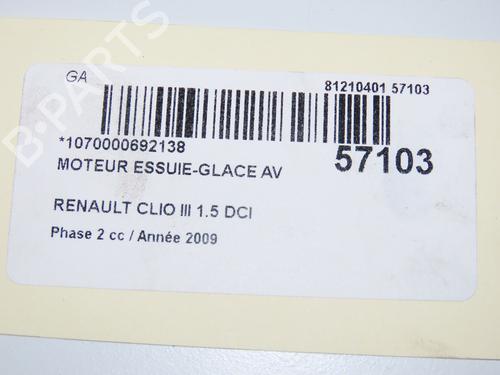 B-PARTS
GA
81210401 57103
*1070000692138
57103
MOTEUR ESSUIE-GLACE AV
RENAULT CLIO III 1.5 DCI
Phase 2 cc / Année 2009